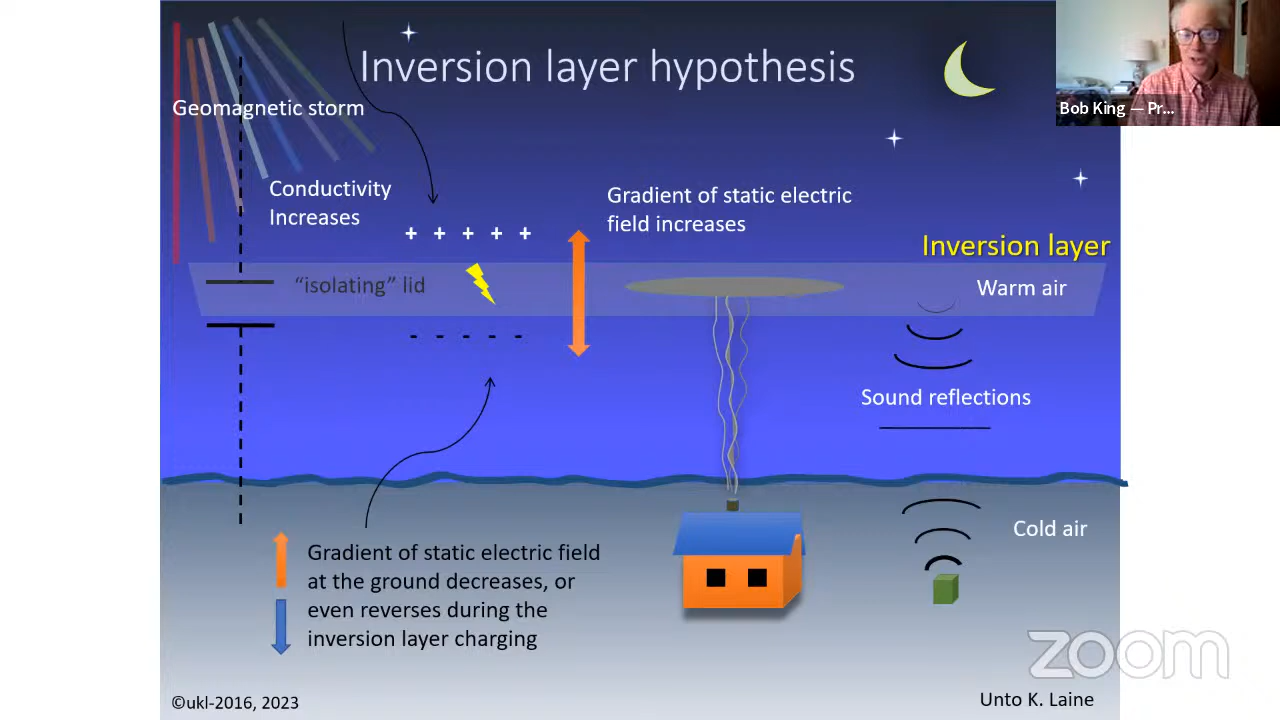 Inversion layer hypothesis
Bob King — Pr...
Geomagnetic storm
Conductivity
Increases
Gradient of static electric
field increases
+ + + + +
Inversion layer
"isolating" lid
Warm air
- - - - -
Sound reflections
Cold air
Gradient of static electric field
at the ground decreases, or
even reverses during the
inversion layer charging
zoom
©ukl-2016, 2023
Unto K. Laine